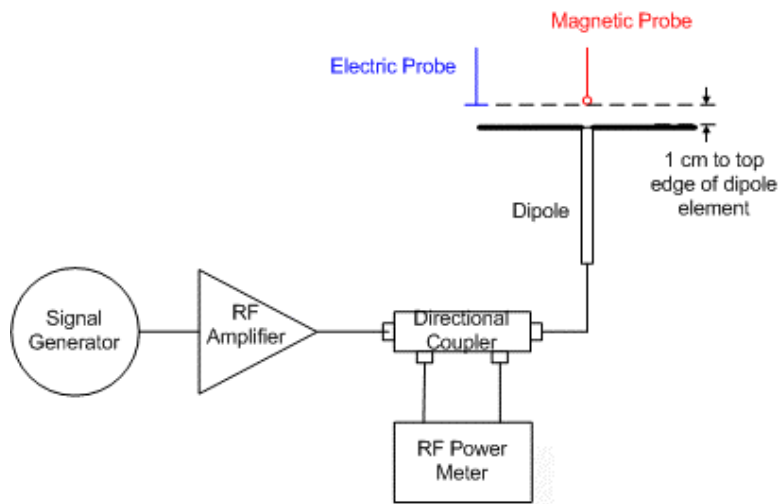 Magnetic Probe
Electric Probe
1 cm to top
edge of dipole
element
Dipole
Signal
Generator
RF
Amplifier
Directional
Coupler
RF Power
Meter